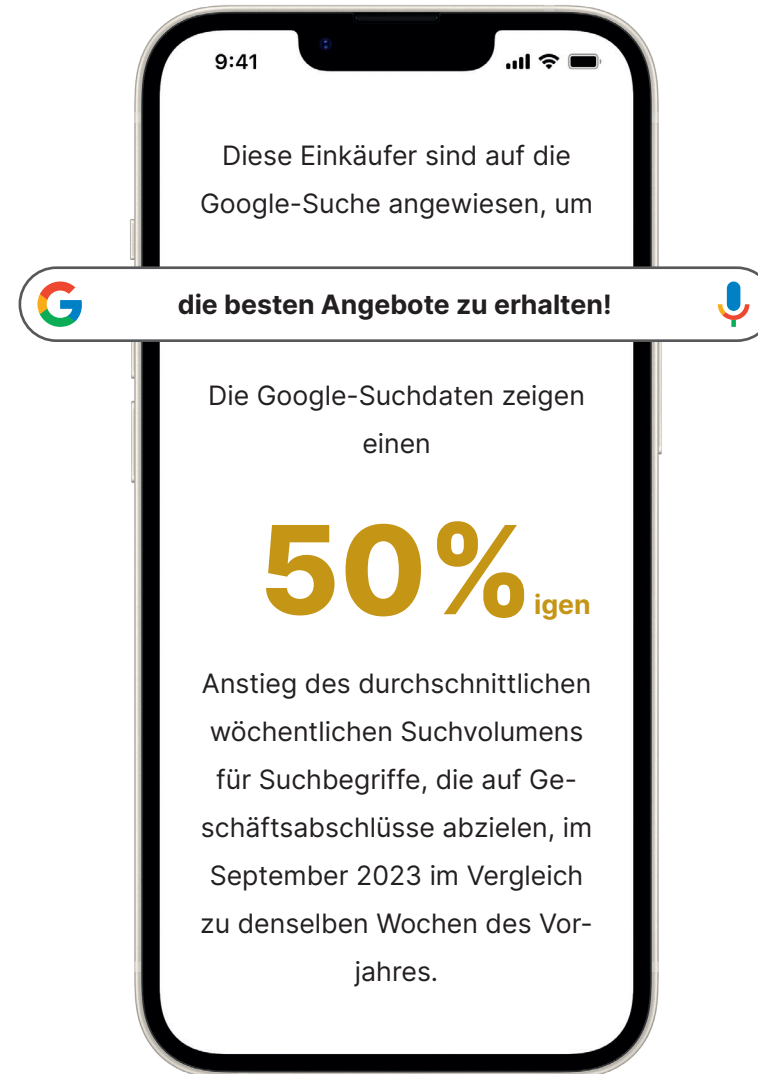 9:41
Diese Einkäufer sind auf die
Google-Suche angewiesen, um
die besten Angebote zu erhalten!
Die Google-Suchdaten zeigen
einen
50% igen
Anstieg des durchschnittlichen
wöchentlichen Suchvolumens
für Suchbegriffe, die auf Ge-
schäftsabschlüsse abzielen, im
September 2023 im Vergleich
zu denselben Wochen des Vor-
jahres.